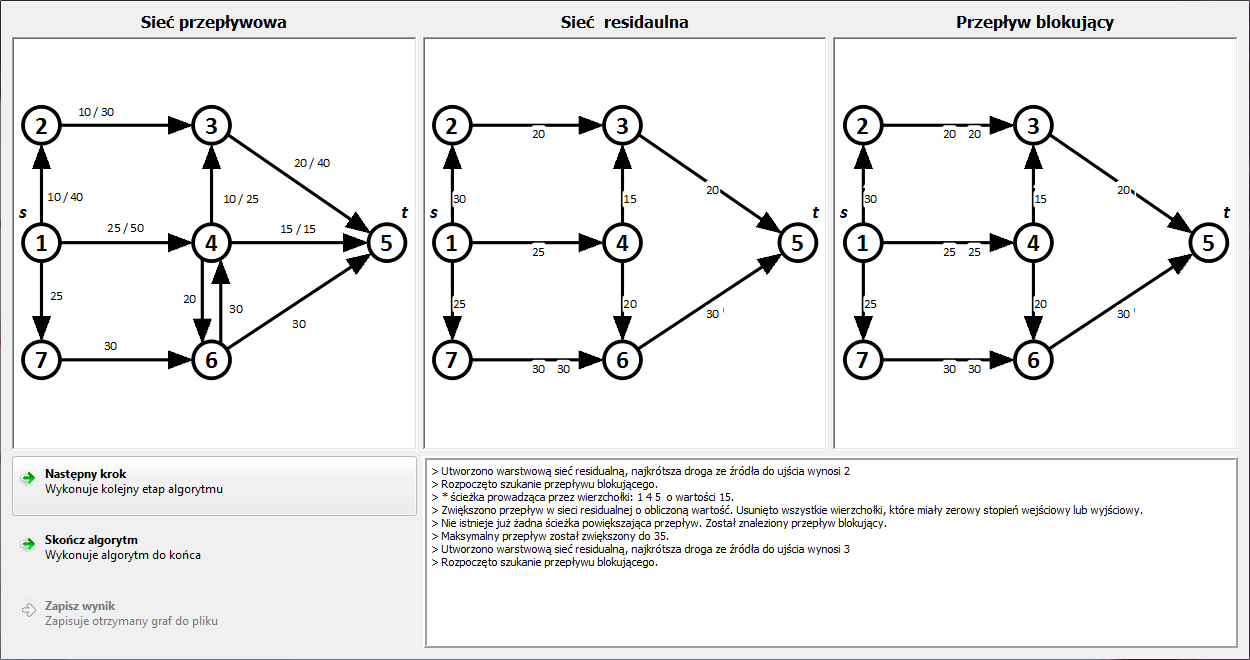 Sieć przepływowa
Sieć residaulna
Przepływ blokujący
10 / 30
2
3
20 / 40
10 / 40
10 / 25
s
25 / 50
15 / 15
t
1
4
5
25
20
30
30
30
7
6
2
3
20
20
30
15
s
t
1
4
5
25
25
20
30
7
6
30 30
2
3
20 20
20
30
15
s
t
1
4
5
25 25
25
20
30
7
6
30 30
Następny krok
Wykonuje kolejny etap algorytmu
Skończ algorytm
Wykonuje algorytm do końca
Zapisz wynik
Zapisuje otrzymany graf do pliku
> Utworzono warstwową sieć residualną, najkrótsza droga ze źródła do ujścia wynosi 2
> Rozpoczęto szukanie przepływu blokującego.
> * ścieżka prowadząca przez wierzchołki: 1 4 5 o wartości 15.
> Zwiększono przepływ w sieci residualnej o obliczoną wartość. Usunięto wszystkie wierzchołki, które miały zerowy stopień wejściowy lub wyjściowy.
> Nie istnieje już żadna ścieżka powiększająca przepływ. Został znaleziony przepływ blokujący.
> Maksymalny przepływ został zwiększony do 35.
> Utworzono warstwową sieć residualną, najkrótsza droga ze źródła do ujścia wynosi 3
> Rozpoczęto szukanie przepływu blokującego.